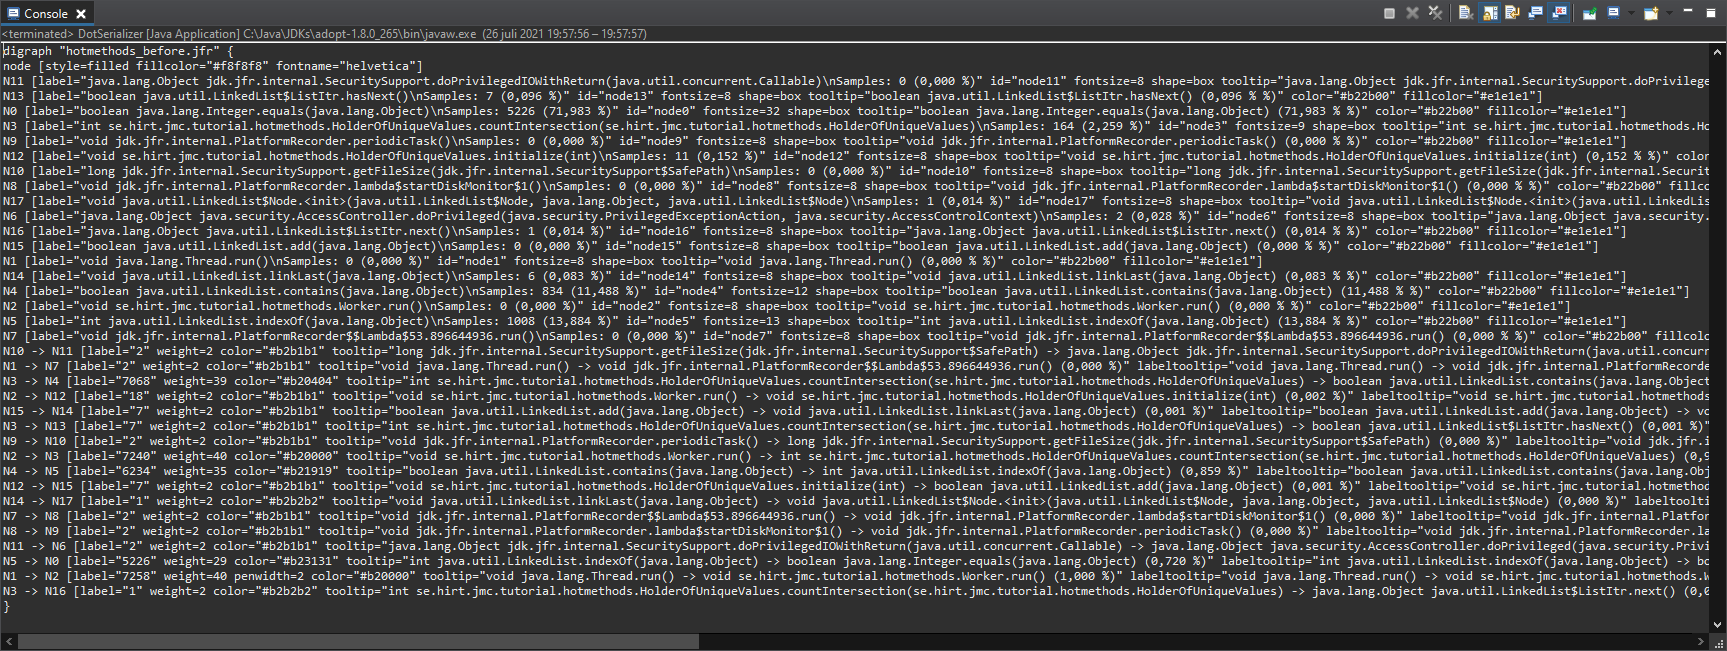 Console
<terminated> DotSerializer [Java Application] C:\Java\JDKs\adopt-1.8.0_265\bin\javaw.exe (26 juli 2021 19:57:56 – 19:57:57)
digraph "hotmethods_before.jfr" {
node [style=filled fillcolor="#f8f8f8" fontname="helvetica"]
N11 [label="java.lang.Object jdk.jfr.internal.SecuritySupport.doPrivilegedIOWithReturn(java.util.concurrent.Callable)\nSamples: 0 (0,000 %)" id="node11" fontsize=8 shape=box tooltip="java.lang.Object jdk.jfr.internal.SecuritySupport.doPrivilege
N13 [label="boolean java.util.LinkedList$ListItr.hasNext()\nSamples: 7 (0,096 %)" id="node13" fontsize=8 shape=box tooltip="boolean java.util.LinkedList$ListItr.hasNext() (0,096 % %)" color="#b22b00" fillcolor="#e1e1e1"]
N0 [label="boolean java.lang.Integer.equals(java.lang.Object)\nSamples: 5226 (71,983 %)" id="node0" fontsize=32 shape=box tooltip="boolean java.lang.Integer.equals(java.lang.Object) (71,983 % %)" color="#b22b00" fillcolor="#e1e1e1"]
N3 [label="int se.hirt.jmc.tutorial.hotmethods.HolderOfUniqueValues.countIntersection(se.hirt.jmc.tutorial.hotmethods.HolderOfUniqueValues)\nSamples: 164 (2,259 %)" id="node3" fontsize=9 shape=box tooltip="int se.hirt.jmc.tutorial.hotmethods.Ho
N9 [label="void jdk.jfr.internal.PlatformRecorder.periodicTask()\nSamples: 0 (0,000 %)" id="node9" fontsize=8 shape=box tooltip="void jdk.jfr.internal.PlatformRecorder.periodicTask() (0,000 % %)" color="#b22b00" fillcolor="#e1e1e1"]
N12 [label="void se.hirt.jmc.tutorial.hotmethods.HolderOfUniqueValues.initialize(int)\nSamples: 11 (0,152 %)" id="node12" fontsize=8 shape=box tooltip="void se.hirt.jmc.tutorial.hotmethods.HolderOfUniqueValues.initialize(int) (0,152 % %)" colo
N10 [label="long jdk.jfr.internal.SecuritySupport.getFileSize(jdk.jfr.internal.SecuritySupport$SafePath)\nSamples: 0 (0,000 %)" id="node10" fontsize=8 shape=box tooltip="long jdk.jfr.internal.SecuritySupport.getFileSize(jdk.jfr.internal.Securit
N8 [label="void jdk.jfr.internal.PlatformRecorder.lambda$startDiskMonitor$1()\nSamples: 0 (0,000 %)" id="node8" fontsize=8 shape=box tooltip="void jdk.jfr.internal.PlatformRecorder.lambda$startDiskMonitor$1() (0,000 % %)" color="#b22b00" fillco
N17 [label="void java.util.LinkedList$Node.<init>(java.util.LinkedList$Node, java.lang.Object, java.util.LinkedList$Node)\nSamples: 1 (0,014 %)" id="node17" fontsize=8 shape=box tooltip="void java.util.LinkedList$Node.<init>(java.util.LinkedLis
N6 [label="java.lang.Object java.security.AccessController.doPrivileged(java.security.PrivilegedExceptionAction, java.security.AccessControlContext)\nSamples: 2 (0,028 %)" id="node6" fontsize=8 shape=box tooltip="java.lang.Object java.security.
N16 [label="java.lang.Object java.util.LinkedList$ListItr.next()\nSamples: 1 (0,014 %)" id="node16" fontsize=8 shape=box tooltip="java.lang.Object java.util.LinkedList$ListItr.next() (0,014 % %)" color="#b22b00" fillcolor="#e1e1e1"]
N15 [label="boolean java.util.LinkedList.add(java.lang.Object)\nSamples: 0 (0,000 %)" id="node15" fontsize=8 shape=box tooltip="boolean java.util.LinkedList.add(java.lang.Object) (0,000 % %)" color="#b22b00" fillcolor="#e1e1e1"]
N1 [label="void java.lang.Thread.run()\nSamples: 0 (0,000 %)" id="node1" fontsize=8 shape=box tooltip="void java.lang.Thread.run() (0,000 % %)" color="#b22b00" fillcolor="#e1e1e1"]
N14 [label="void java.util.LinkedList.linkLast(java.lang.Object)\nSamples: 6 (0,083 %)" id="node14" fontsize=8 shape=box tooltip="void java.util.LinkedList.linkLast(java.lang.Object) (0,083 % %)" color="#b22b00" fillcolor="#e1e1e1"]
N4 [label="boolean java.util.LinkedList.contains(java.lang.Object)\nSamples: 834 (11,488 %)" id="node4" fontsize=12 shape=box tooltip="boolean java.util.LinkedList.contains(java.lang.Object) (11,488 % %)" color="#b22b00" fillcolor="#e1e1e1"]
N2 [label="void se.hirt.jmc.tutorial.hotmethods.Worker.run()\nSamples: 0 (0,000 %)" id="node2" fontsize=8 shape=box tooltip="void se.hirt.jmc.tutorial.hotmethods.Worker.run() (0,000 % %)" color="#b22b00" fillcolor="#e1e1e1"]
N5 [label="int java.util.LinkedList.indexOf(java.lang.Object)\nSamples: 1008 (13,884 %)" id="node5" fontsize=13 shape=box tooltip="int java.util.LinkedList.indexOf(java.lang.Object) (13,884 % %)" color="#b22b00" fillcolor="#e1e1e1"]
N7 [label="void jdk.jfr.internal.PlatformRecorder$$Lambda$53.896644936.run()\nSamples: 0 (0,000 %)" id="node7" fontsize=8 shape=box tooltip="void jdk.jfr.internal.PlatformRecorder$$Lambda$53.896644936.run() (0,000 % %)" color="#b22b00" fillcol
N10 -> N11 [label="2" weight=2 color="#b2b1b1" tooltip="long jdk.jfr.internal.SecuritySupport.getFileSize(jdk.jfr.internal.SecuritySupport$SafePath) -> java.lang.Object jdk.jfr.internal.SecuritySupport.doPrivilegedIOWithReturn(java.util.concurr
N1 -> N7 [label="2" weight=2 color="#b2b1b1" tooltip="void java.lang.Thread.run() -> void jdk.jfr.internal.PlatformRecorder$$Lambda$53.896644936.run() (0,000 %)" labeltooltip="void java.lang.Thread.run() -> void jdk.jfr.internal.PlatformRecorde
N3 -> N4 [label="7068" weight=39 color="#b20404" tooltip="int se.hirt.jmc.tutorial.hotmethods.HolderOfUniqueValues.countIntersection(se.hirt.jmc.tutorial.hotmethods.HolderOfUniqueValues) -> boolean java.util.LinkedList.contains(java.lang.Object
N2 -> N12 [label="18" weight=2 color="#b2b1b1" tooltip="void se.hirt.jmc.tutorial.hotmethods.Worker.run() -> void se.hirt.jmc.tutorial.hotmethods.HolderOfUniqueValues.initialize(int) (0,002 %)" labeltooltip="void se.hirt.jmc.tutorial.hotmethods
N15 -> N14 [label="7" weight=2 color="#b2b1b1" tooltip="boolean java.util.LinkedList.add(java.lang.Object) -> void java.util.LinkedList.linkLast(java.lang.Object) (0,001 %)" labeltooltip="boolean java.util.LinkedList.add(java.lang.Object) -> vo
N3 -> N13 [label="7" weight=2 color="#b2b1b1" tooltip="int se.hirt.jmc.tutorial.hotmethods.HolderOfUniqueValues.countIntersection(se.hirt.jmc.tutorial.hotmethods.HolderOfUniqueValues) -> boolean java.util.LinkedList$ListItr.hasNext() (0,001 %)"
N9 -> N10 [label="2" weight=2 color="#b2b1b1" tooltip="void jdk.jfr.internal.PlatformRecorder.periodicTask() -> long jdk.jfr.internal.SecuritySupport.getFileSize(jdk.jfr.internal.SecuritySupport$SafePath) (0,000 %)" labeltooltip="void jdk.jfr.i
N2 -> N3 [label="7240" weight=40 color="#b20000" tooltip="void se.hirt.jmc.tutorial.hotmethods.Worker.run() -> int se.hirt.jmc.tutorial.hotmethods.HolderOfUniqueValues.countIntersection(se.hirt.jmc.tutorial.hotmethods.HolderOfUniqueValues) (0,9
N4 -> N5 [label="6234" weight=35 color="#b21919" tooltip="boolean java.util.LinkedList.contains(java.lang.Object) -> int java.util.LinkedList.indexOf(java.lang.Object) (0,859 %)" labeltooltip="boolean java.util.LinkedList.contains(java.lang.Obj
N12 -> N15 [label="7" weight=2 color="#b2b1b1" tooltip="void se.hirt.jmc.tutorial.hotmethods.HolderOfUniqueValues.initialize(int) -> boolean java.util.LinkedList.add(java.lang.Object) (0,001 %)" labeltooltip="void se.hirt.jmc.tutorial.hotmethod
N14 -> N17 [label="1" weight=2 color="#b2b2b2" tooltip="void java.util.LinkedList.linkLast(java.lang.Object) -> void java.util.LinkedList$Node.<init>(java.util.LinkedList$Node, java.lang.Object, java.util.LinkedList$Node) (0,000 %)" labeltoolti
N7 -> N8 [label="2" weight=2 color="#b2b1b1" tooltip="void jdk.jfr.internal.PlatformRecorder$$Lambda$53.896644936.run() -> void jdk.jfr.internal.PlatformRecorder.lambda$startDiskMonitor$1() (0,000 %)" labeltooltip="void jdk.jfr.internal.Platfor
N8 -> N9 [label="2" weight=2 color="#b2b1b1" tooltip="void jdk.jfr.internal.PlatformRecorder.lambda$startDiskMonitor$1() -> void jdk.jfr.internal.PlatformRecorder.periodicTask() (0,000 %)" labeltooltip="void jdk.jfr.internal.PlatformRecorder.la
N11 -> N6 [label="2" weight=2 color="#b2b1b1" tooltip="java.lang.Object jdk.jfr.internal.SecuritySupport.doPrivilegedIOWithReturn(java.util.concurrent.Callable) -> java.lang.Object java.security.AccessController.doPrivileged(java.security.Privi
N5 -> N0 [label="5226" weight=29 color="#b23131" tooltip="int java.util.LinkedList.indexOf(java.lang.Object) -> boolean java.lang.Integer.equals(java.lang.Object) (0,720 %)" labeltooltip="int java.util.LinkedList.indexOf(java.lang.Object) -> bo
N1 -> N2 [label="7258" weight=40 penwidth=2 color="#b20000" tooltip="void java.lang.Thread.run() -> void se.hirt.jmc.tutorial.hotmethods.Worker.run() (1,000 %)" labeltooltip="void java.lang.Thread.run() -> void se.hirt.jmc.tutorial.hotmethods.W
N3 -> N16 [label="1" weight=2 color="#b2b2b2" tooltip="int se.hirt.jmc.tutorial.hotmethods.HolderOfUniqueValues.countIntersection(se.hirt.jmc.tutorial.hotmethods.HolderOfUniqueValues) -> java.lang.Object java.util.LinkedList$ListItr.next() (0,0
}